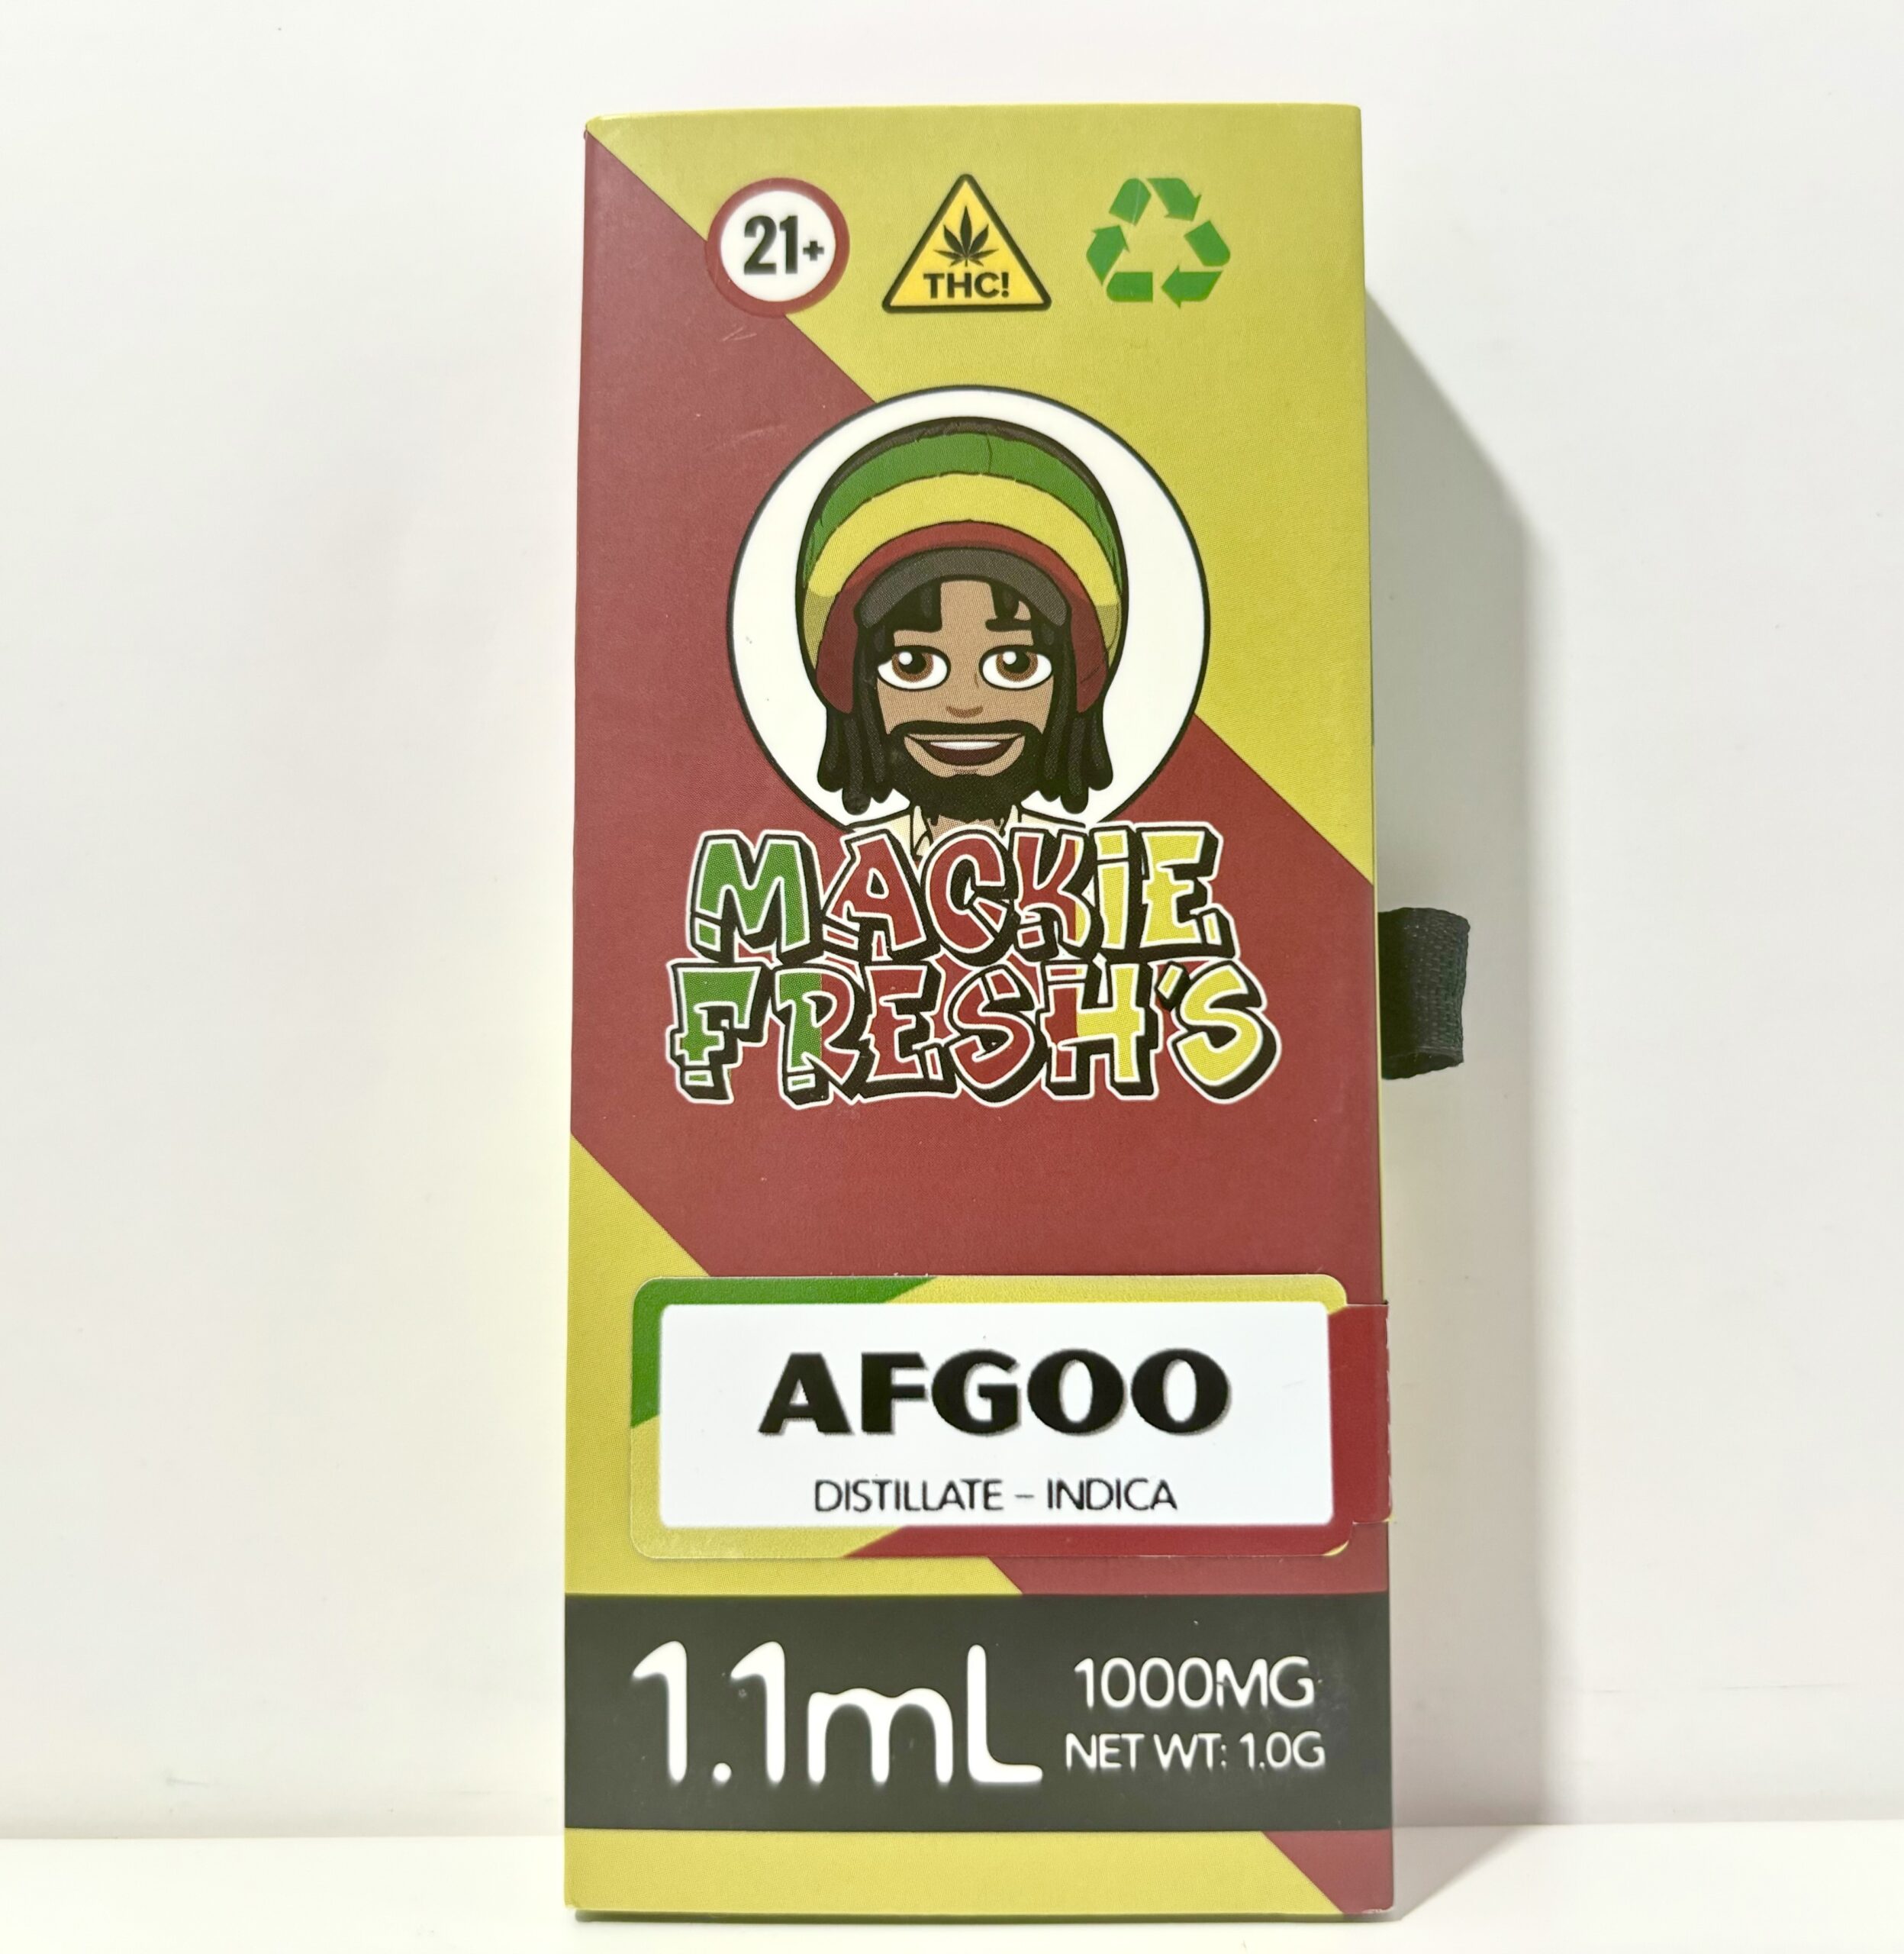 21+
THC!
MACKiE
FRESH'S
AFGOO
DISTILLATE – INDICA
1.1mL
1000MG
NET WT: 1.0G